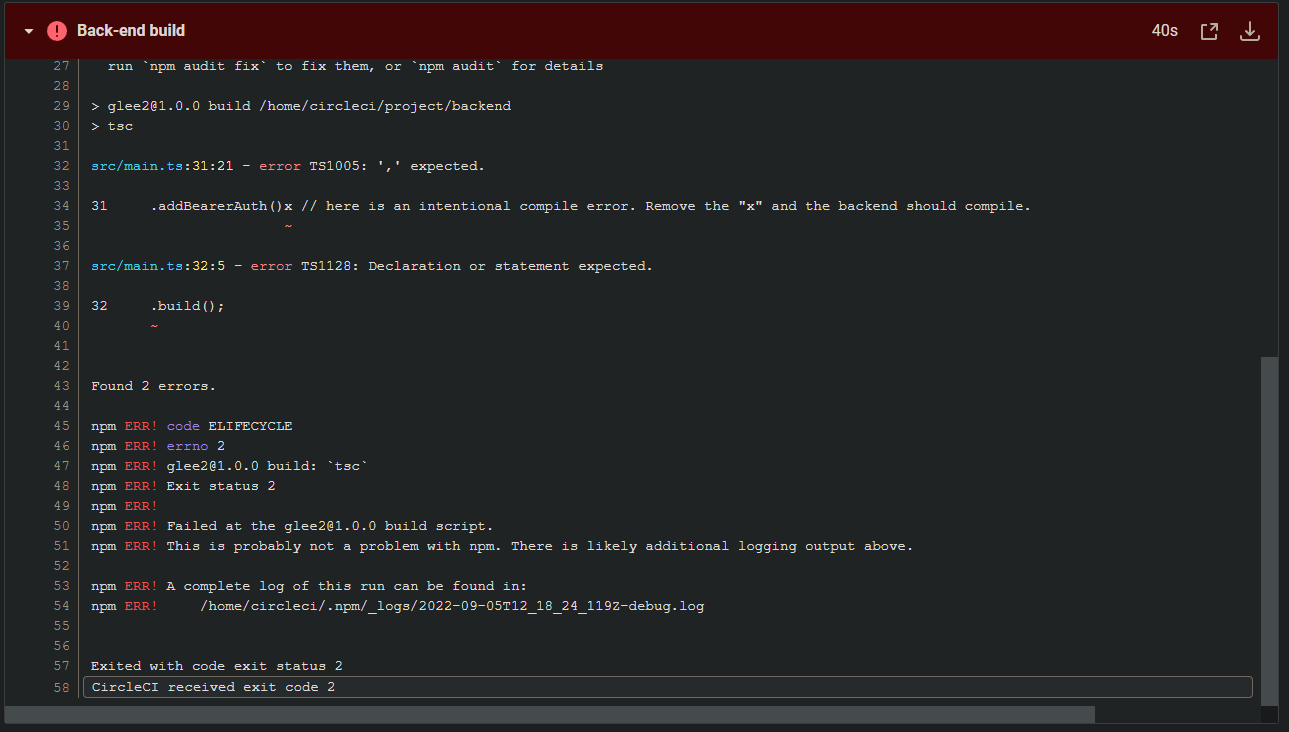 Back-end build 40s
27 run `npm audit fix` to fix them, or `npm audit` for details
28
29 > glee2@1.0.0 build /home/circleci/project/backend
30 > tsc
31
32 src/main.ts:31:21 - error TS1005: ',' expected.
33
34 31     .addBearerAuth()x // here is an intentional compile error. Remove the "x" and the backend should compile.
35                        ~
36
37 src/main.ts:32:5 - error TS1128: Declaration or statement expected.
38
39 32     .build();
40        ~
41
42
43 Found 2 errors.
44
45 npm ERR! code ELIFECYCLE
46 npm ERR! errno 2
47 npm ERR! glee2@1.0.0 build: `tsc`
48 npm ERR! Exit status 2
49 npm ERR!
50 npm ERR! Failed at the glee2@1.0.0 build script.
51 npm ERR! This is probably not a problem with npm. There is likely additional logging output above.
52
53 npm ERR! A complete log of this run can be found in:
54 npm ERR!     /home/circleci/.npm/_logs/2022-09-05T12_18_24_119Z-debug.log
55
56
57 Exited with code exit status 2
58 CircleCI received exit code 2